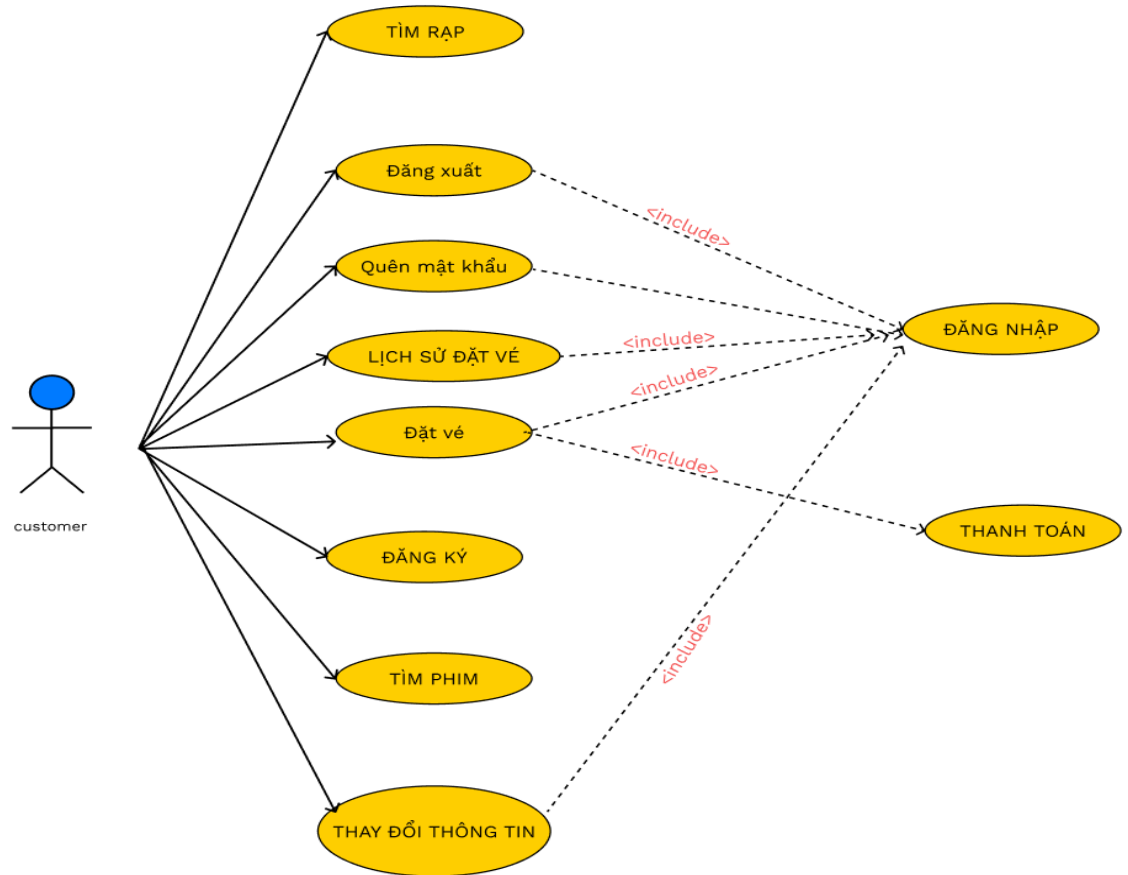 TÌM RẠP
Đăng xuất
<include>
Quên mật khẩu
ĐĂNG NHẬP
<include>
LỊCH SỬ ĐẶT VÉ
<include>
Đặt vé
<include>
customer
THANH TOÁN
ĐĂNG KÝ
<include>
TÌM PHIM
THAY ĐỔI THÔNG TIN